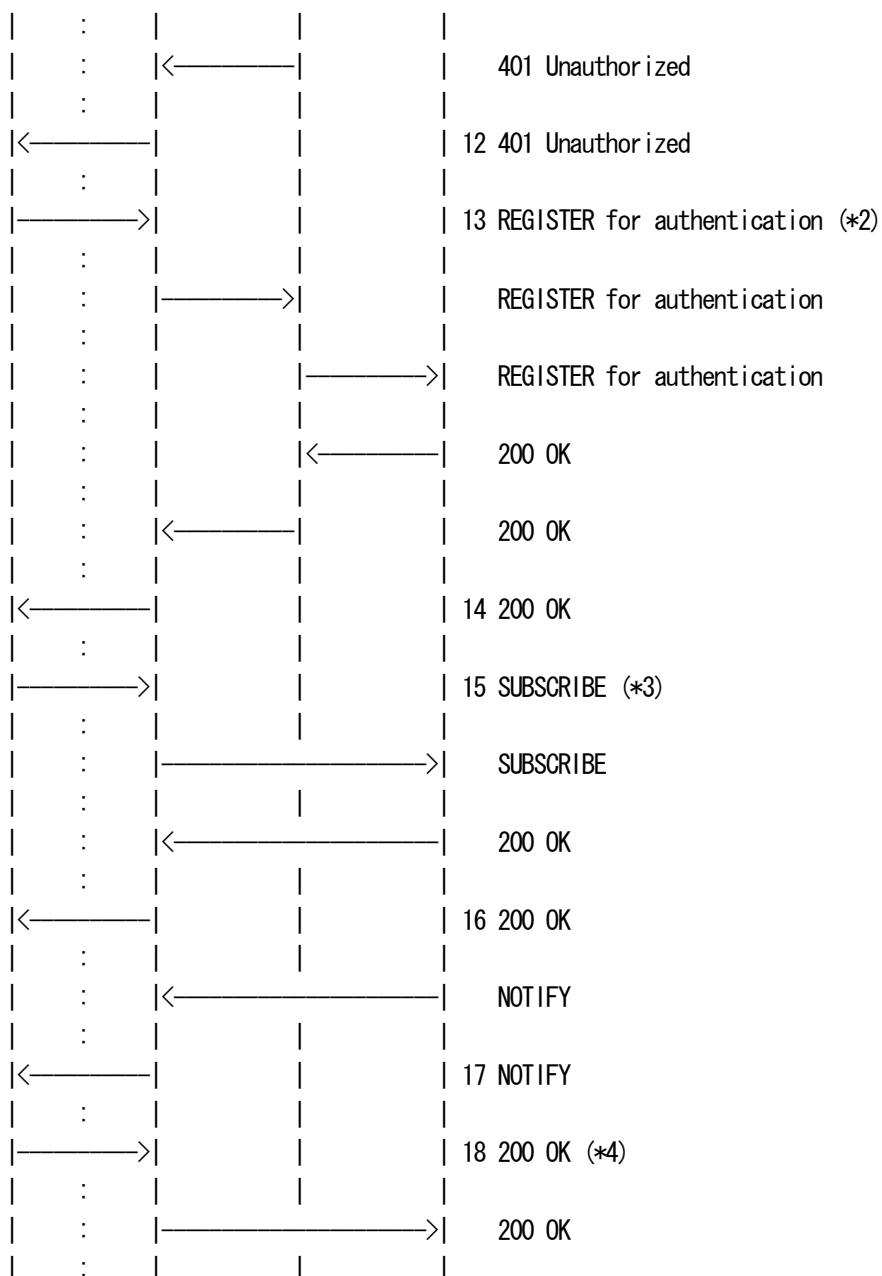 401 Unauthorized
12 401 Unauthorized
13 REGISTER for authentication (*2)
REGISTER for authentication
REGISTER for authentication
200 OK
200 OK
14 200 OK
15 SUBSCRIBE (*3)
SUBSCRIBE
200 OK
16 200 OK
NOTIFY
17 NOTIFY
18 200 OK (*4)
200 OK